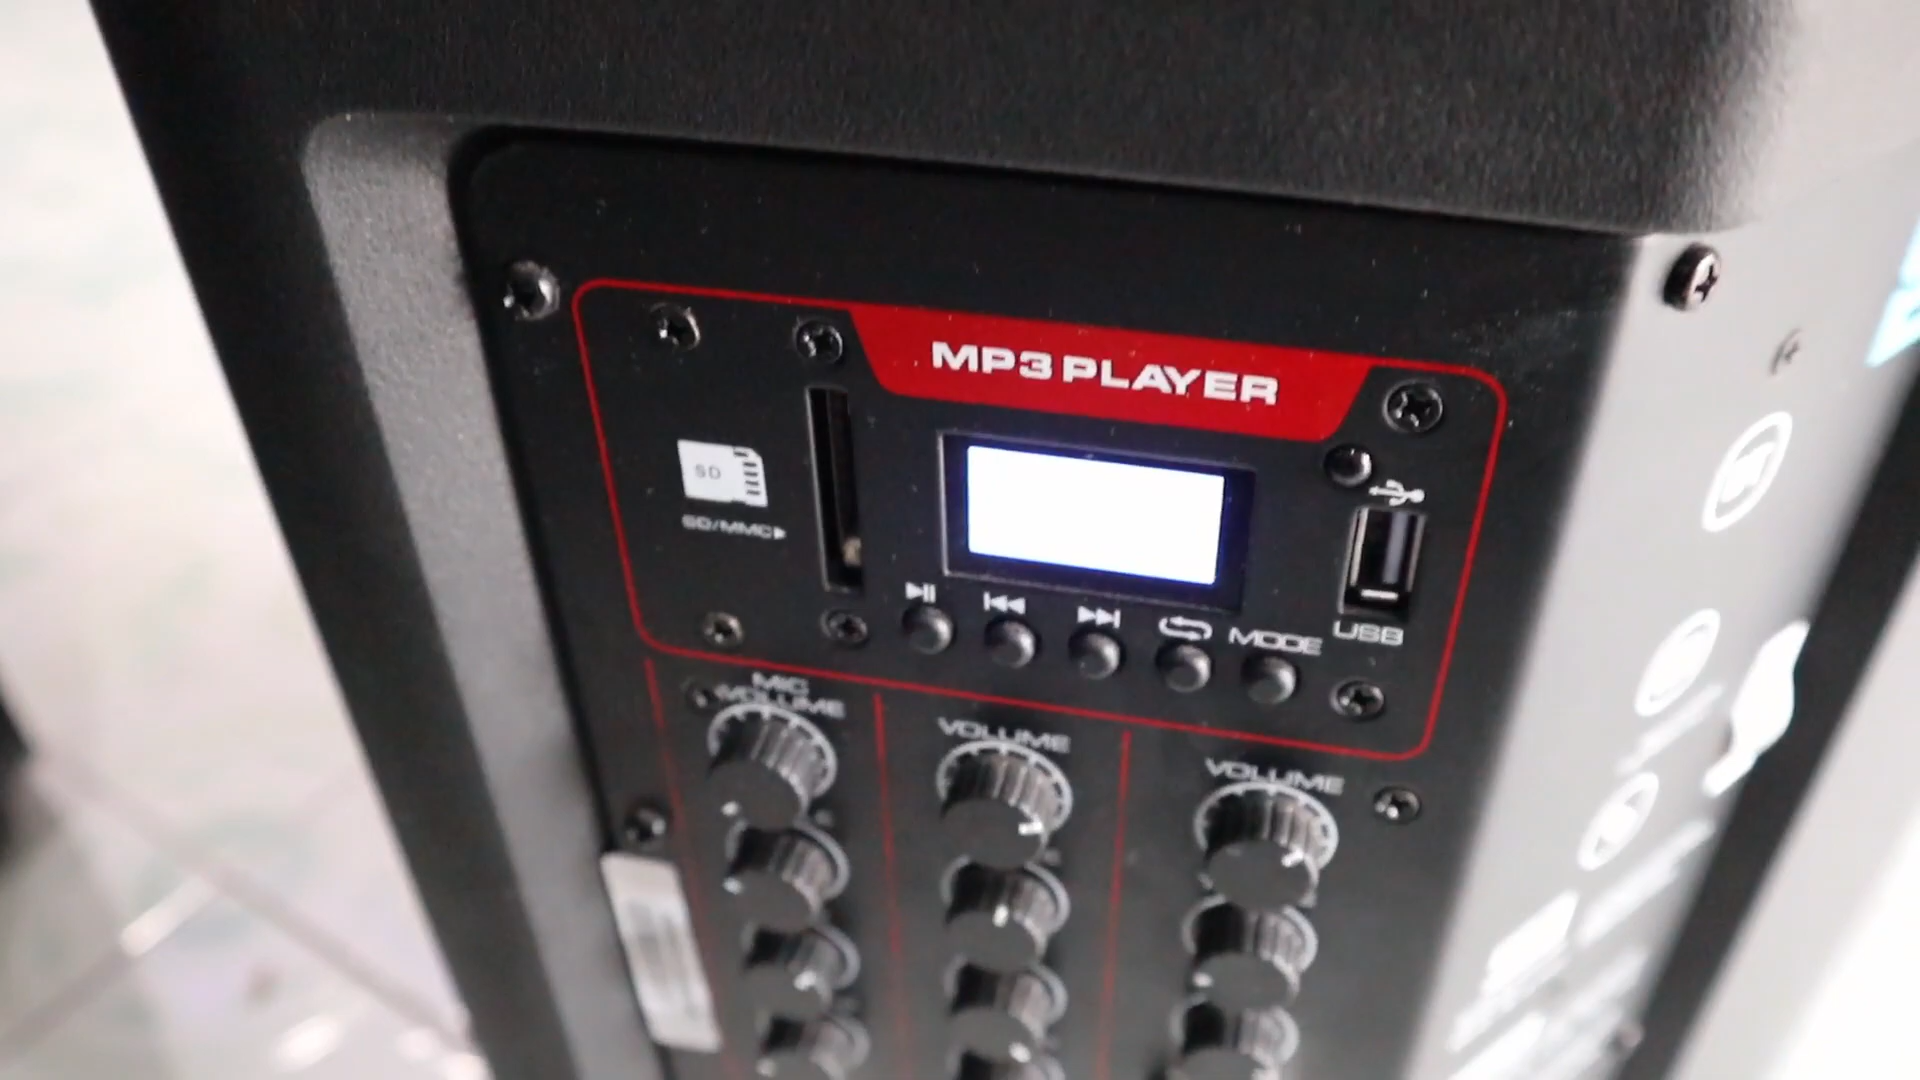 MP3 PLAYER
SD
SD/MMC
MODE
USB
MIC
VOLUME
VOLUME
VOLUME